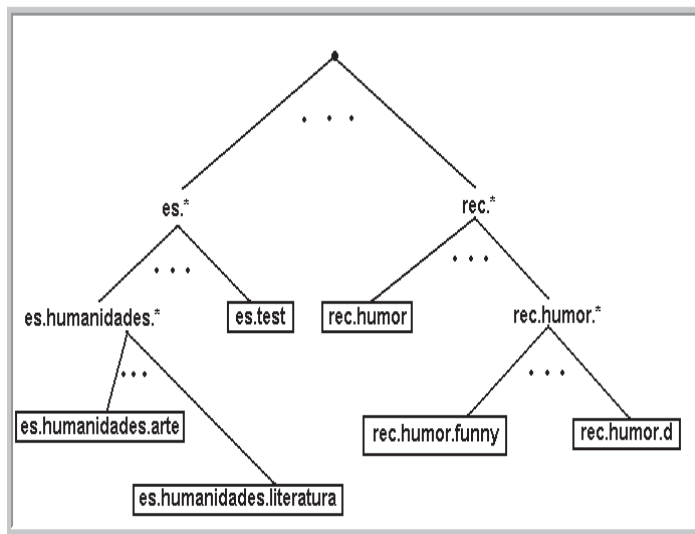 es.*
rec.*
es.humanidades.*
es.test
rec.humor
rec.humor.*
es.humanidades.arte
rec.humor.funny
rec.humor.d
es.humanidades.literatura